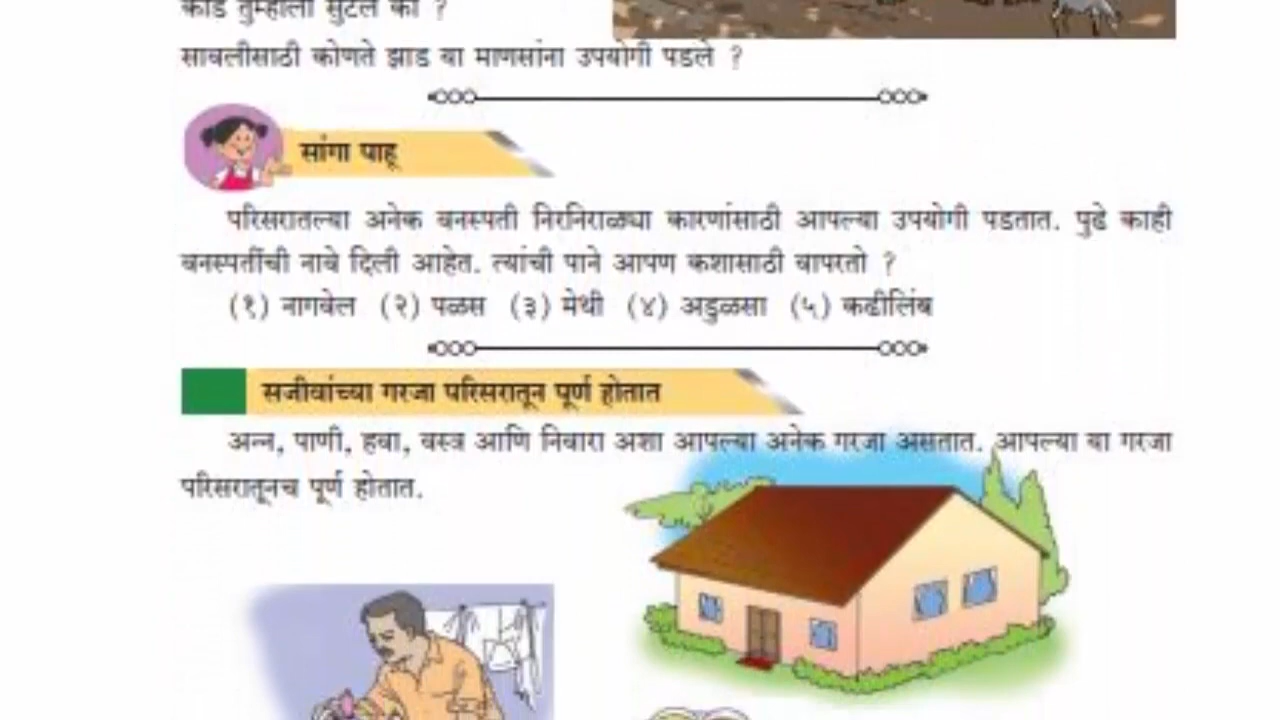 कोडे तुम्हाला सुटले का ?
सावलीसाठी कोणते झाड या माणसांना उपयोगी पडले ?
सांगा पाहू
परिसरातल्या अनेक वनस्पती निरनिराळ्या कारणांसाठी आपल्या उपयोगी पडतात. पुढे काही
वनस्पतींची नावे दिली आहेत. त्यांची पाने आपण कशासाठी वापरतो ?
(१) नागवेल (२) पळस (३) मेथी (४) अडुळसा (५) कढीलिंब
सजीवांच्या गरजा परिसरातून पूर्ण होतात
अन्न, पाणी, हवा, वस्त्र आणि निवारा अशा आपल्या अनेक गरजा असतात. आपल्या या गरजा
परिसरातूनच पूर्ण होतात.